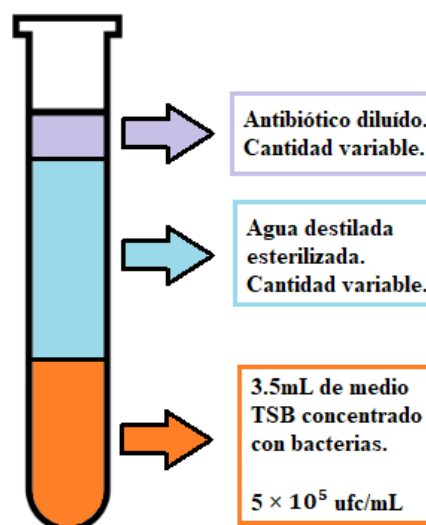 Antibiótico diluído.
Cantidad variable.
Agua destilada
esterilizada.
Cantidad variable.
3.5mL de medio
TSB concentrado
con bacterias.
5 × 10⁵ ufc/mL